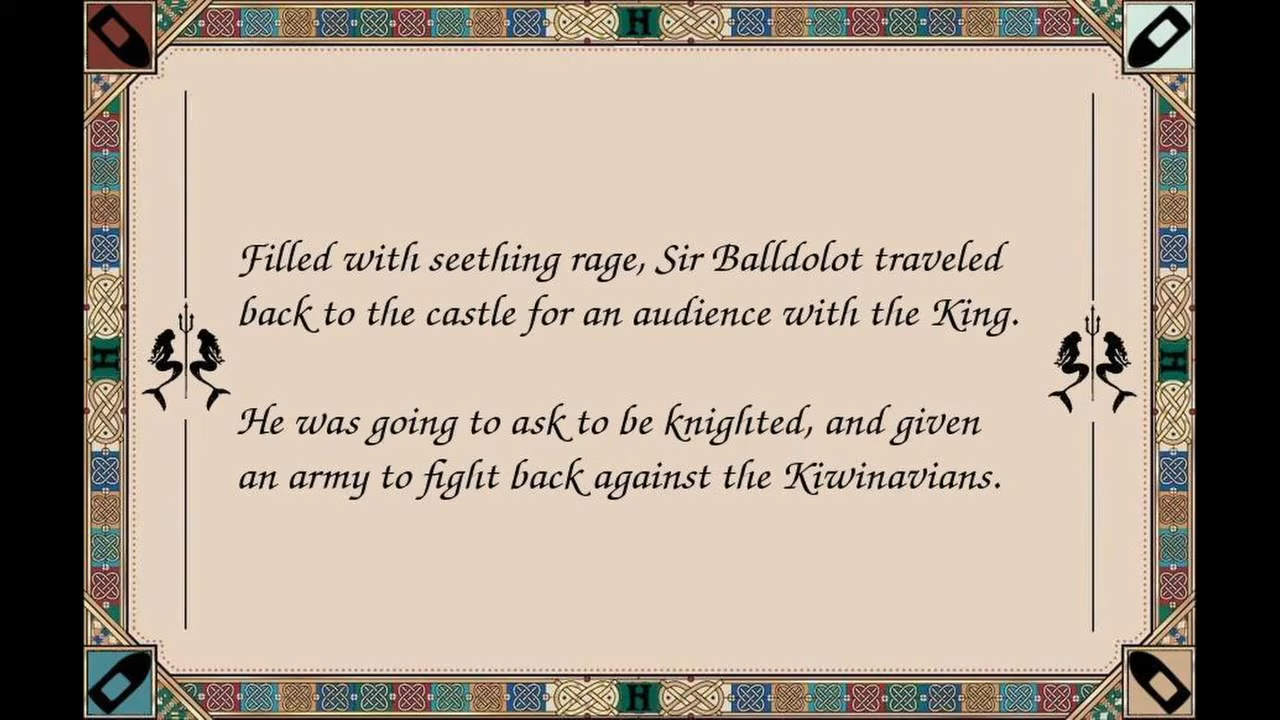 H
Filled with seething rage, Sir Balldolot traveled
back to the castle for an audience with the King.
H
H
He was going to ask to be knighted, and given
an army to fight back against the Kiwinavians.
H